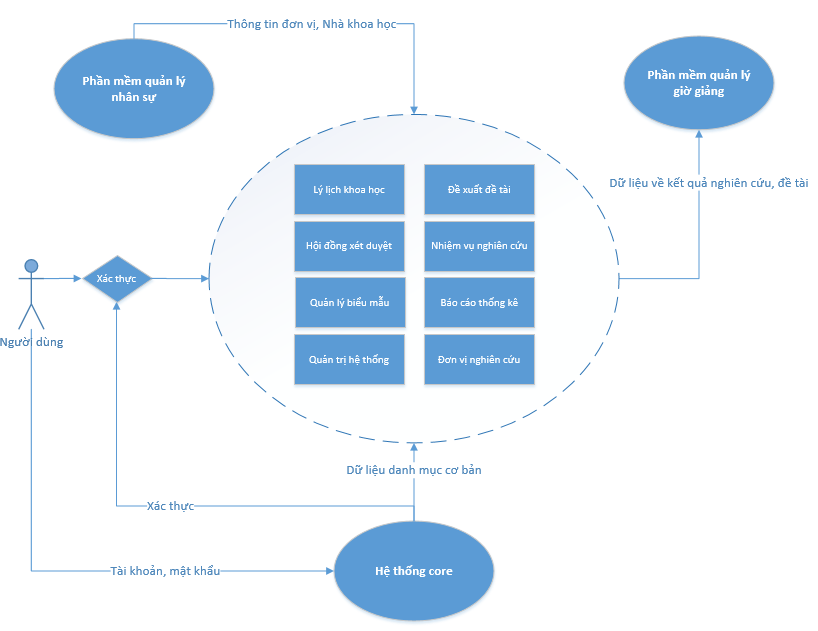 Thông tin đơn vị, Nhà khoa học
Phần mềm quản lý
nhân sự
Phần mềm quản lý
giờ giảng
Dữ liệu về kết quả nghiên cứu, đề tài
Lý lịch khoa học
Đề xuất đề tài
Hội đồng xét duyệt
Nhiệm vụ nghiên cứu
Xác thực
Quản lý biểu mẫu
Báo cáo thống kê
Người dùng
Quản trị hệ thống
Đơn vị nghiên cứu
Dữ liệu danh mục cơ bản
Xác thực
Tài khoản, mật khẩu
Hệ thống core